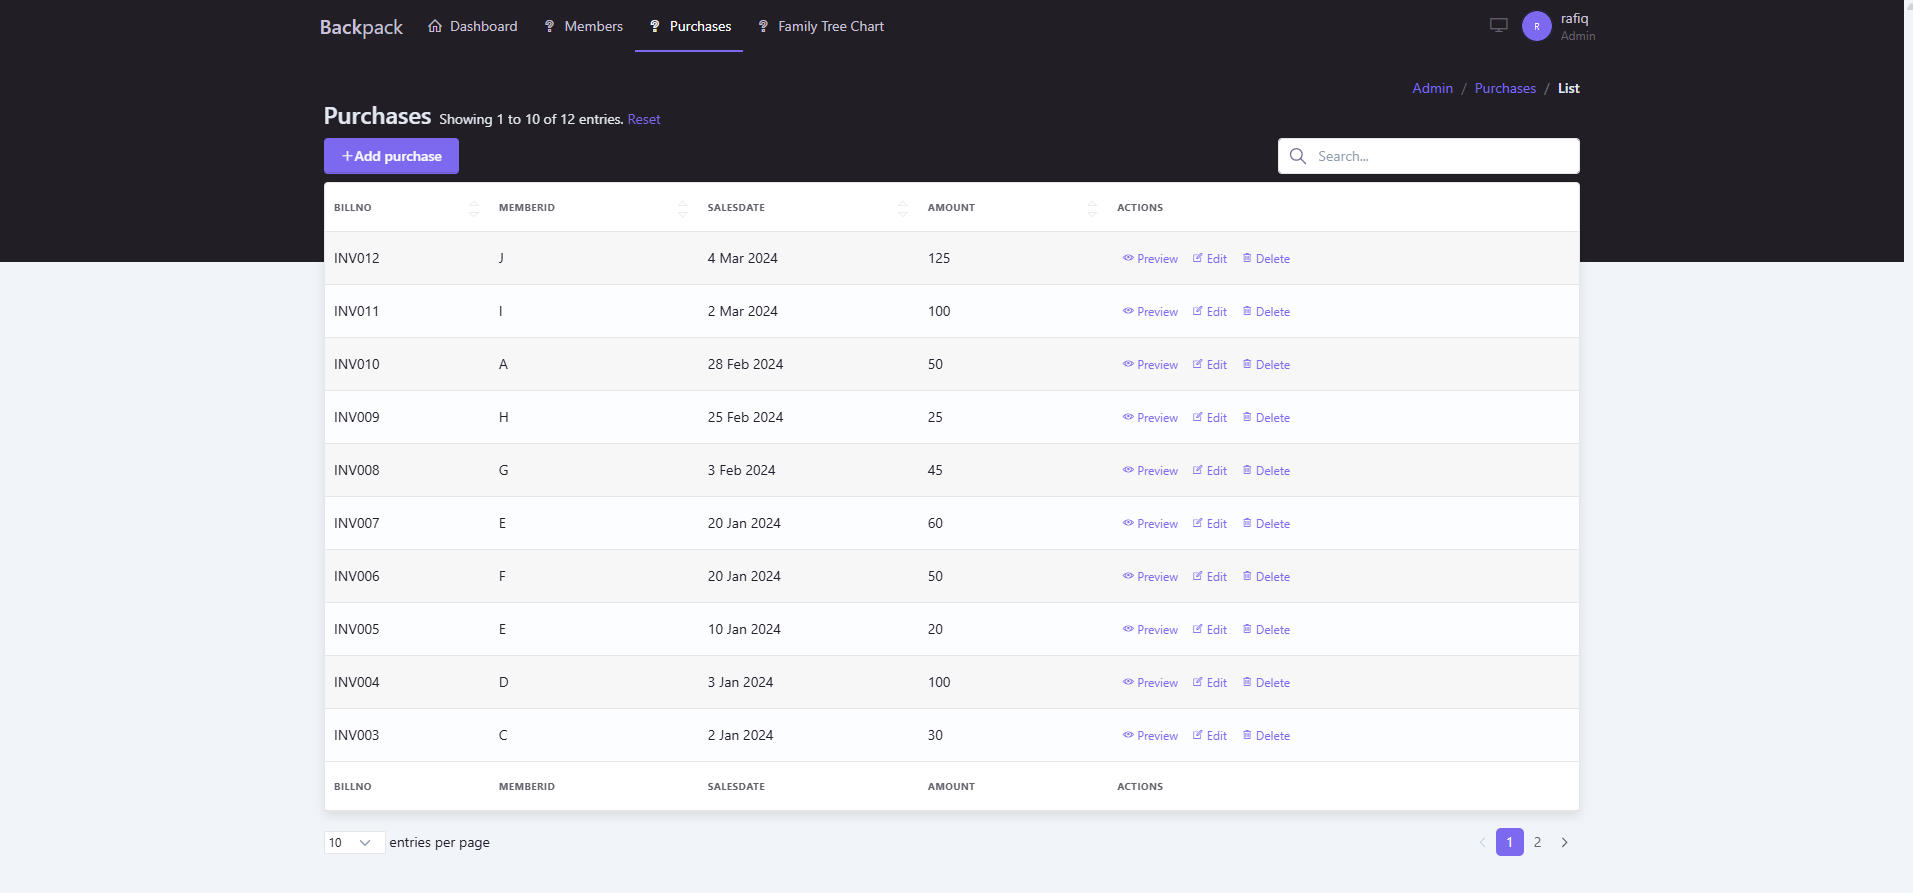 Backpack Dashboard Members Purchases Family Tree Chart R rafiq
Admin
Admin / Purchases / List
Purchases Showing 1 to 10 of 12 entries. Reset
+Add purchase Search...
BILLNO MEMBERID SALESDATE AMOUNT ACTIONS
INV012 J 4 Mar 2024 125 Preview Edit Delete
INV011 I 2 Mar 2024 100 Preview Edit Delete
INV010 A 28 Feb 2024 50 Preview Edit Delete
INV009 H 25 Feb 2024 25 Preview Edit Delete
INV008 G 3 Feb 2024 45 Preview Edit Delete
INV007 E 20 Jan 2024 60 Preview Edit Delete
INV006 F 20 Jan 2024 50 Preview Edit Delete
INV005 E 10 Jan 2024 20 Preview Edit Delete
INV004 D 3 Jan 2024 100 Preview Edit Delete
INV003 C 2 Jan 2024 30 Preview Edit Delete
BILLNO MEMBERID SALESDATE AMOUNT ACTIONS
10 entries per page 1 2